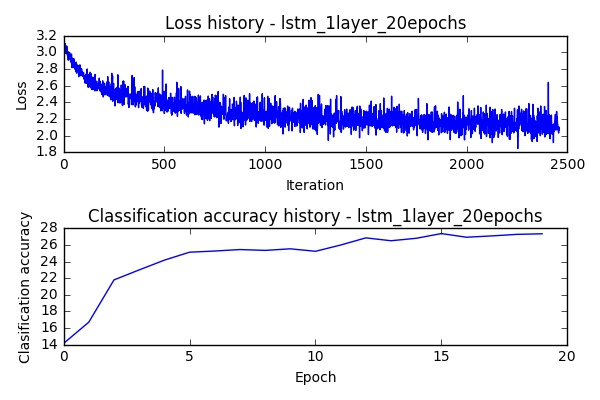 Loss history - lstm_1layer_20epochs
3.2
3.0
2.8
2.6
2.4
2.2
2.0
1.8
Loss
0 500 1000 1500 2000 2500
Iteration
Classification accuracy history - lstm_1layer_20epochs
28
26
24
22
20
18
16
14
Clasification accuracy
0 5 10 15 20
Epoch